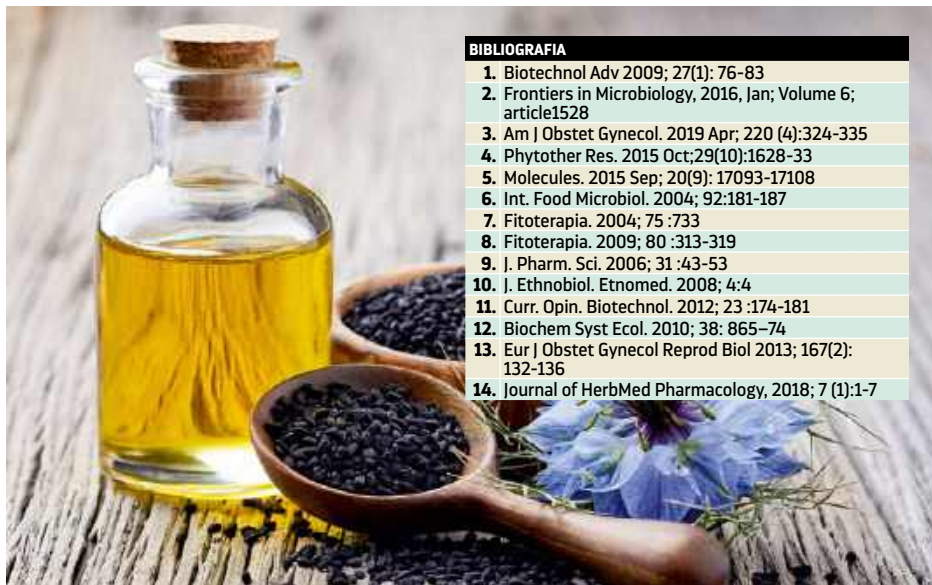 BIBLIOGRAFIA
1. Biotechnol Adv 2009; 27(1): 76-83
2. Frontiers in Microbiology, 2016, Jan; Volume 6;
article1528
3. Am J Obstet Gynecol. 2019 Apr; 220 (4):324-335
4. Phytother Res. 2015 Oct;29(10):1628-33
5. Molecules. 2015 Sep; 20(9): 17093-17108
6. Int. Food Microbiol. 2004; 92:181-187
7. Fitoterapia. 2004; 75 :733
8. Fitoterapia. 2009; 80 :313-319
9. J. Pharm. Sci. 2006; 31 :43-53
10. J. Ethnobiol. Etnomed. 2008; 4:4
11. Curr. Opin. Biotechnol. 2012; 23 :174-181
12. Biochem Syst Ecol. 2010; 38: 865–74
13. Eur J Obstet Gynecol Reprod Biol 2013; 167(2):
132-136
14. Journal of HerbMed Pharmacology, 2018; 7 (1):1-7